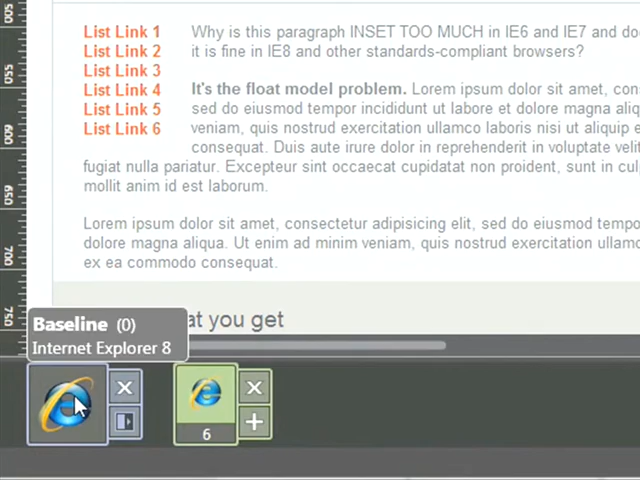 500
550
600
650
700
750
List Link 1
List Link 2
List Link 3
List Link 4
List Link 5
List Link 6
Why is this paragraph INSET TOO MUCH in IE6 and IE7 and
it is fine in IE8 and other standards-compliant browsers?
It's the float model problem. Lorem ipsum dolor sit amet,
sed do eiusmod tempor incididunt ut labore et dolore magna
veniam, quis nostrud exercitation ullamco laboris nisi ut aliquip
consequat. Duis aute irure dolor in reprehenderit in voluptate
fugiat nulla pariatur. Excepteur sint occaecat cupidatat non proident, sunt in
mollit anim id est laborum.
Lorem ipsum dolor sit amet, consectetur adipisicing elit, sed do eiusmod
dolore magna aliqua. Ut enim ad minim veniam, quis nostrud exercitation
ex ea commodo consequat.
at you get
Baseline (0)
Internet Explorer 8
6